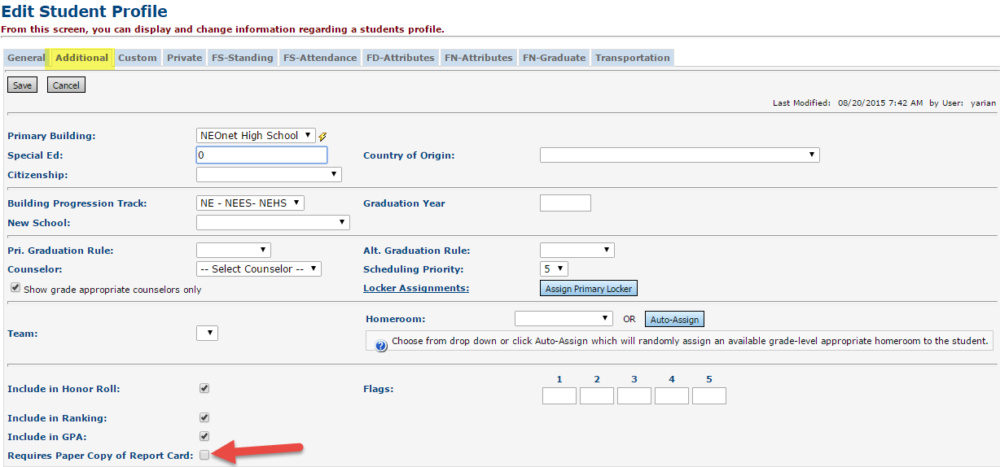 Edit Student Profile
From this screen, you can display and change information regarding a students profile.
General Additional Custom Private FS-Standing FS-Attendance FD-Attributes FN-Attributes FN-Graduate Transportation
Save Cancel
Last Modified: 08/20/2015 7:42 AM by User: yarian
Primary Building: NEOnet High School
Special Ed: 0 Country of Origin:
Citizenship:
Building Progression Track: NE - NEES- NEHS Graduation Year
New School:
Pri. Graduation Rule: Alt. Graduation Rule:
Counselor: -- Select Counselor -- Scheduling Priority: 5
Show grade appropriate counselors only Locker Assignments: Assign Primary Locker
Homeroom: OR Auto-Assign
Team:
? Choose from drop down or click Auto-Assign which will randomly assign an available grade-level appropriate homeroom to the student.
1 2 3 4 5
Include in Honor Roll: Flags:
Include in Ranking:
Include in GPA:
Requires Paper Copy of Report Card: